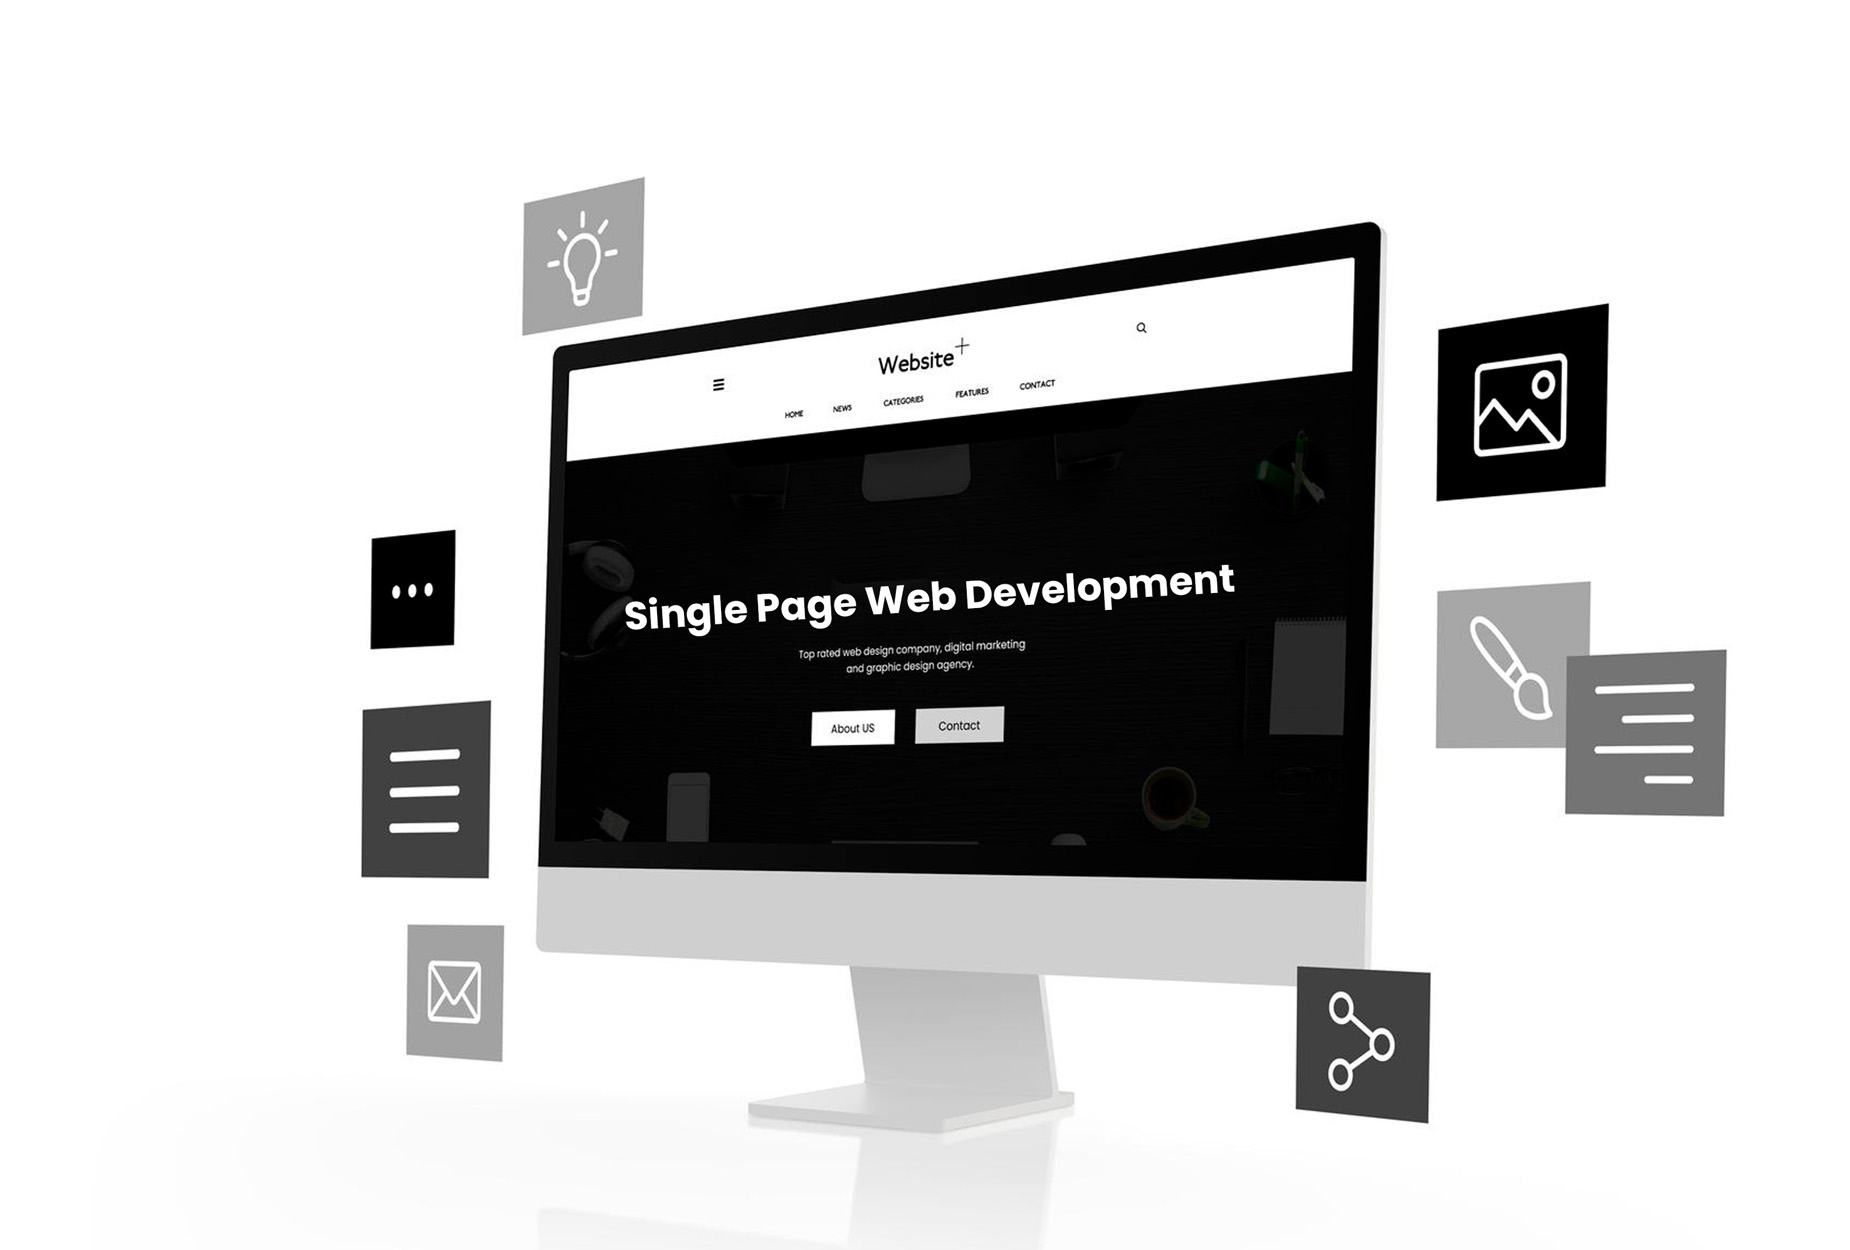 Website+
HOME NEWS CATEGORIES FEATURES CONTACT
Single Page Web Development
Top rated web design company, digital marketing
and graphic design agency.
About US Contact